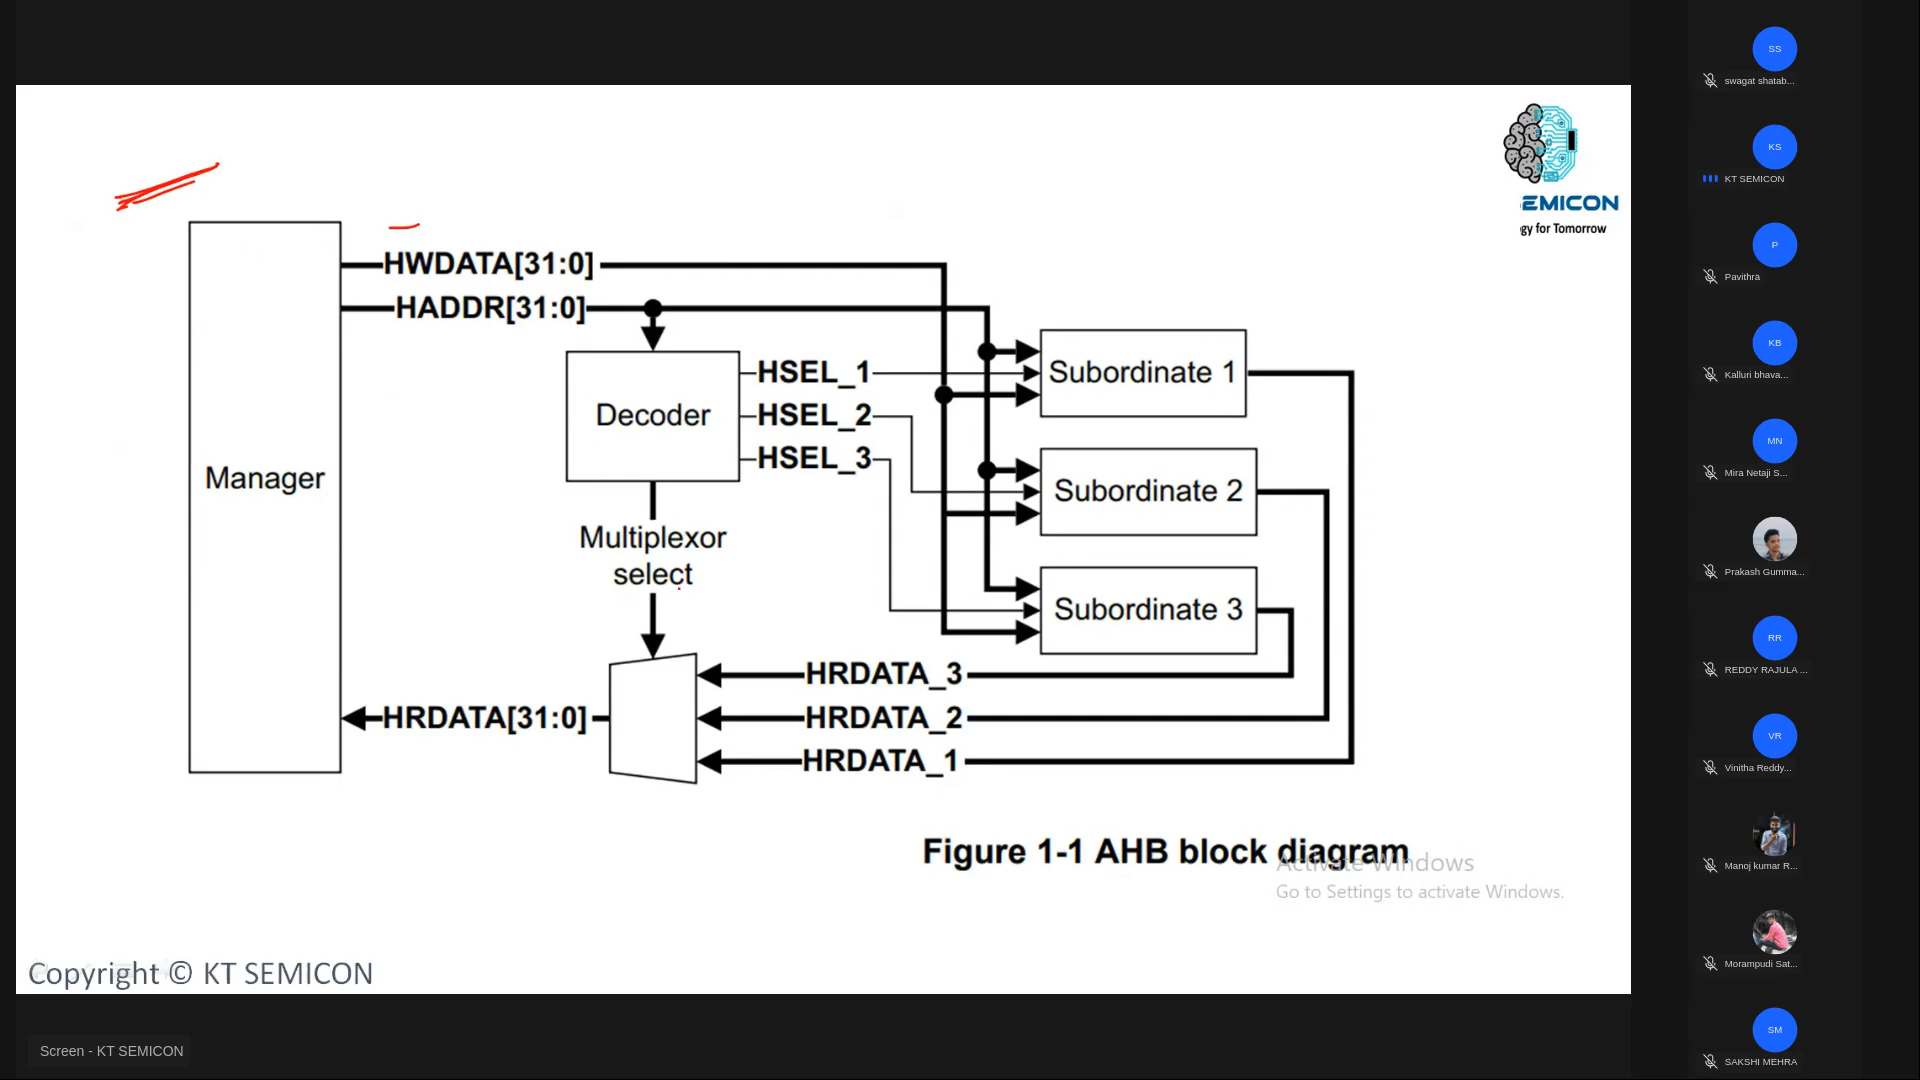 EMICON
gy for Tomorrow
HWDATA[31:0]
HADDR[31:0]
HSEL_1
HSEL_2
HSEL_3
Decoder
Manager
Subordinate 1
Subordinate 2
Subordinate 3
Multiplexor
select
HRDATA_3
HRDATA[31:0]
HRDATA_2
HRDATA_1
Figure 1-1 AHB block diagram
Activate Windows
Go to Settings to activate Windows.
Copyright © KT SEMICON
Screen - KT SEMICON
SS
swagat shatab...
KS
KT SEMICON
P
Pavithra
KB
Kalluri bhava...
MN
Mira Netaji S...
Prakash Gumma...
RR
REDDY RAJULA ...
VR
Vinitha Reddy...
Manoj kumar R...
Morampudi Sat...
SM
SAKSHI MEHRA